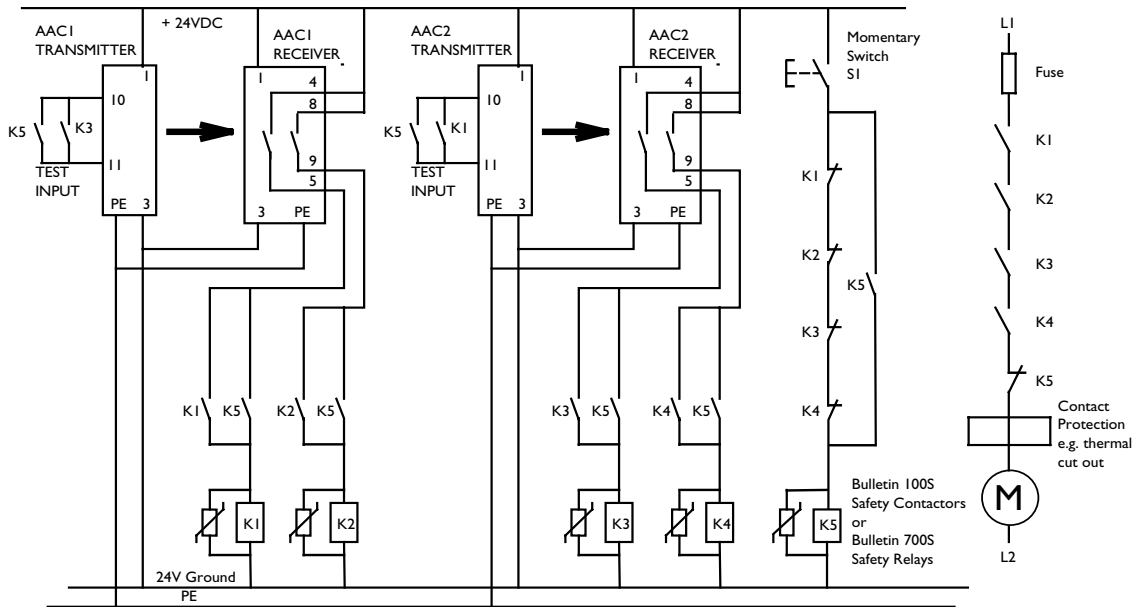 + 24VDC
AAC1
TRANSMITTER
1
10
11
K5
K3
TEST
INPUT
PE
3
AAC1
RECEIVER
1
4
8
9
5
3
PE
AAC2
TRANSMITTER
1
10
11
K5
K1
TEST
INPUT
PE
3
AAC2
RECEIVER
1
4
8
9
5
3
PE
Momentary
Switch
S1
K1
K2
K5
K3
K4
K1
K5
K2
K5
K3
K5
K4
K5
K1
K2
K3
K4
K5
Bulletin 100S
Safety Contactors
or
Bulletin 700S
Safety Relays
24V Ground
PE
L1
Fuse
K1
K2
K3
K4
K5
Contact
Protection
e.g. thermal
cut out
M
L2